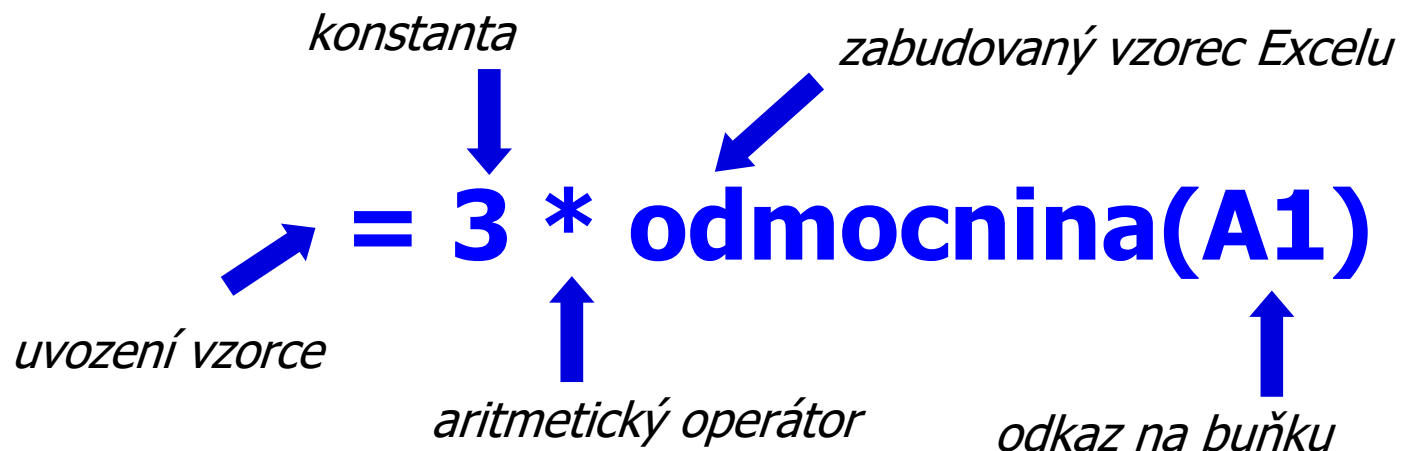 konstanta
zabudovaný vzorec Excelu
= 3 * odmocnina(A1)
uvození vzorce
aritmetický operátor
odkaz na buňku